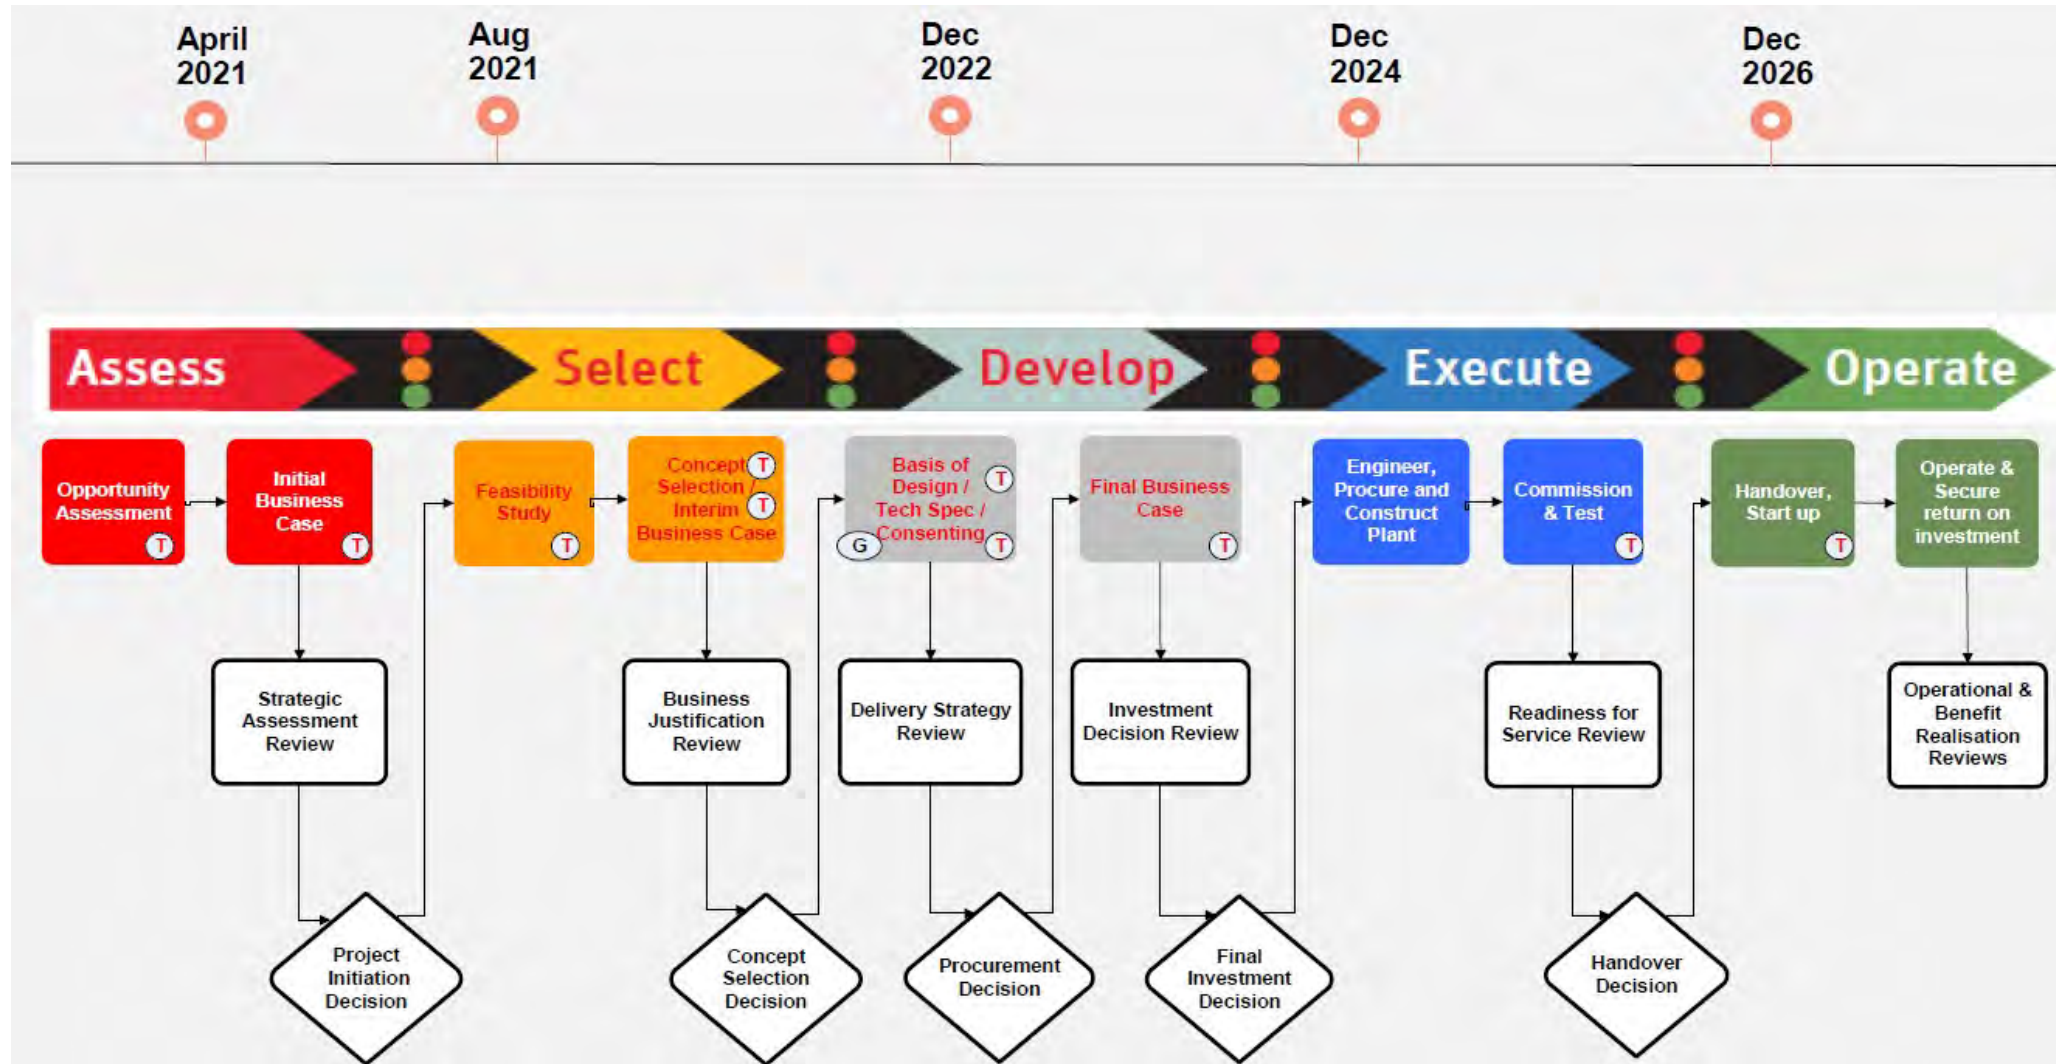 April
2021
Aug
2021
Dec
2022
Dec
2024
Dec
2026
Assess
Select
Develop
Execute
Operate
Opportunity
Assessment
T
Initial
Business
Case
T
Feasibility
Study
T
Concept T
Selection /
Interim T
Business Case
Basis of
Design / T
Tech Spec /
G Consenting T
Final Business
Case
T
Engineer,
Procure and
Construct
Plant
Commission
& Test
T
Handover,
Start up
T
Operate &
Secure
return on
investment
Strategic
Assessment
Review
Business
Justification
Review
Delivery Strategy
Review
Investment
Decision Review
Readiness for
Service Review
Operational &
Benefit
Realisation
Reviews
Project
Initiation
Decision
Concept
Selection
Decision
Procurement
Decision
Final
Investment
Decision
Handover
Decision